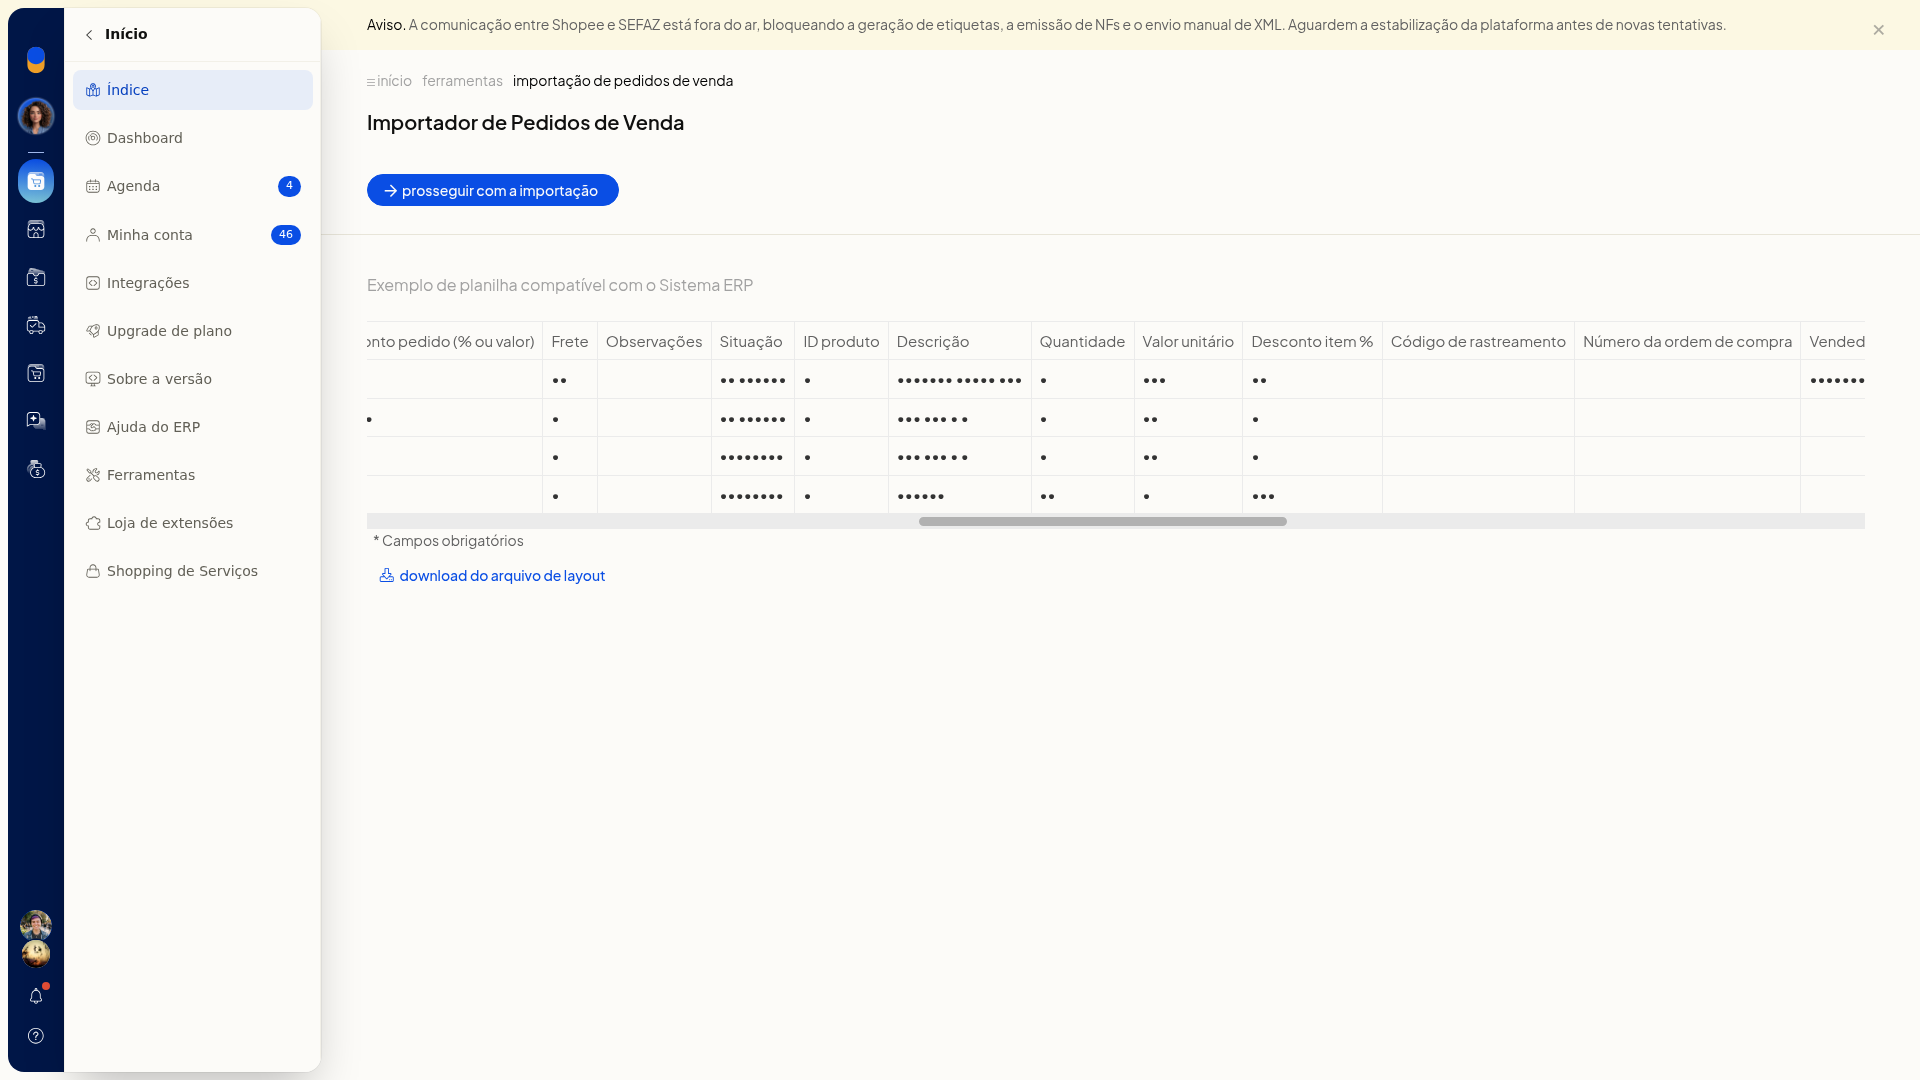 Aviso. A comunicação entre Shopee e SEFAZ está fora do ar, bloqueando a geração de etiquetas, a emissão de NFs e o envio manual de XML. Aguardem a estabilização da plataforma antes de novas tentativas.
Início
Índice
Dashboard
Agenda 4
Minha conta 46
Integrações
Upgrade de plano
Sobre a versão
Ajuda do ERP
Ferramentas
Loja de extensões
Shopping de Serviços
início ferramentas importação de pedidos de venda
Importador de Pedidos de Venda
prosseguir com a importação
Exemplo de planilha compatível com o Sistema ERP
onto pedido (% ou valor) Frete Observações Situação ID produto Descrição Quantidade Valor unitário Desconto item % Código de rastreamento Número da ordem de compra Vended
•• •• •••••• • ••••••• ••••• ••• • ••• •• •••••••
• • •• •••••• • ••• ••• • • • •• •
• •••••••• • ••• ••• • • • •• •
• •••••••• • •••••• •• • •••
* Campos obrigatórios
download do arquivo de layout